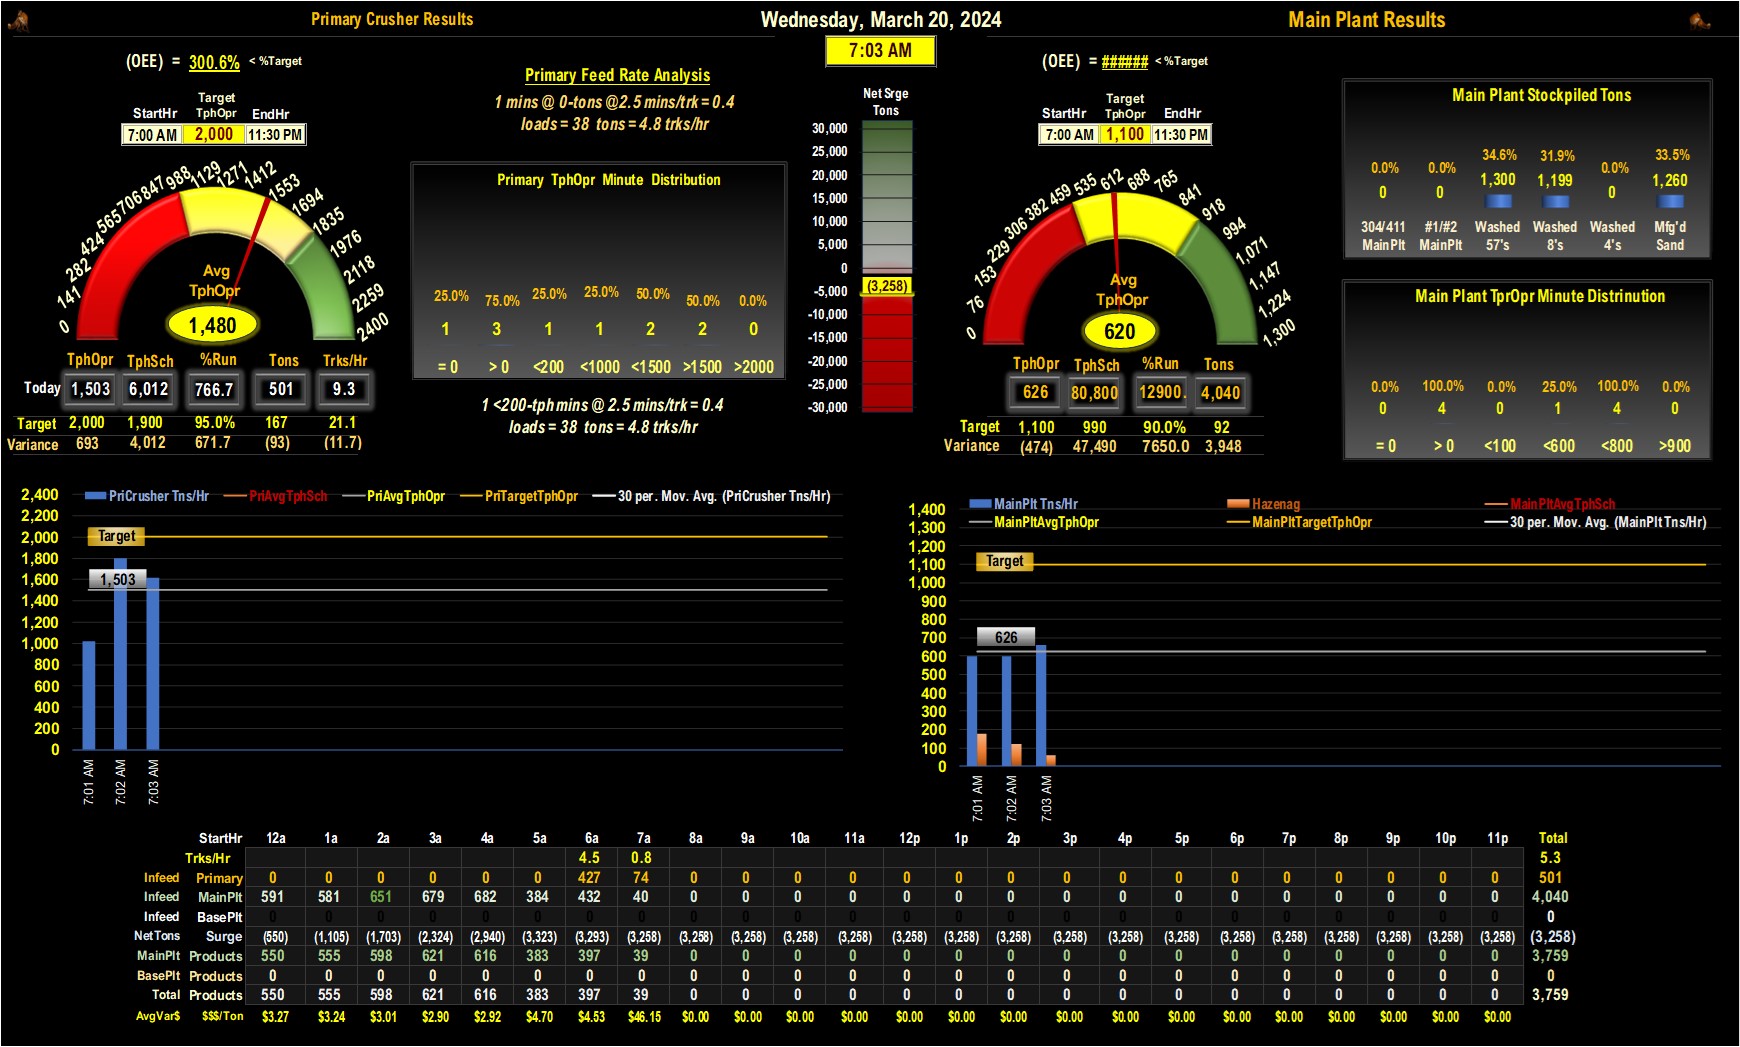 Primary Crusher Results
Wednesday, March 20, 2024
Main Plant Results
7:03 AM
(OEE) = 300.6% < %Target
StartHr Target TphOpr EndHr
7:00 AM 2,000 11:30 PM
Primary Feed Rate Analysis
1 mins @ 0-tons @2.5 mins/trk = 0.4
loads = 38 tons = 4.8 trks/hr
0 141 282 424 565 706 847 988 1129 1271 1412 1553 1694 1835 1976 2118 2259 2400
Avg
TphOpr
1,480
TphOpr TphSch %Run Tons Trks/Hr
Today 1,503 6,012 766.7 501 9.3
Target 2,000 1,900 95.0% 167 21.1
Variance 693 4,012 671.7 (93) (11.7)
Primary TphOpr Minute Distribution
25.0% 75.0% 25.0% 25.0% 50.0% 50.0% 0.0%
1 3 1 1 2 2 0
= 0 > 0 <200 <1000 <1500 >1500 >2000
1 <200-tph mins @ 2.5 mins/trk = 0.4
loads = 38 tons = 4.8 trks/hr
Net Srge
Tons
30,000
25,000
20,000
15,000
10,000
5,000
0
(3,258)
-5,000
-10,000
-15,000
-20,000
-25,000
-30,000
(OEE) = ###### < %Target
StartHr Target TphOpr EndHr
7:00 AM 1,100 11:30 PM
0 76 153 229 306 382 459 535 612 688 765 841 918 994 1,071 1,147 1,224 1,300
Avg
TphOpr
620
TphOpr TphSch %Run Tons
626 80,800 12900. 4,040
Target 1,100 990 90.0% 92
Variance (474) 47,490 7650.0 3,948
Main Plant Stockpiled Tons
0.0% 0.0% 34.6% 31.9% 0.0% 33.5%
0 0 1,300 1,199 0 1,260
304/411 #1/#2 Washed Washed Washed Mfg'd
MainPlt MainPlt 57's 8's 4's Sand
Main Plant TprOpr Minute Distrinution
0.0% 100.0% 0.0% 25.0% 100.0% 0.0%
0 4 0 1 4 0
= 0 > 0 <100 <600 <800 >900
PriCrusher Tns/Hr PriAvgTphSch PriAvgTphOpr PriTargetTphOpr 30 per. Mov. Avg. (PriCrusher Tns/Hr)
2,400
2,200
2,000
1,800
1,600
1,400
1,200
1,000
800
600
400
200
0
Target
1,503
7:01 AM 7:02 AM 7:03 AM
MainPlt Tns/Hr Hazenag MainPltAvgTphSch
MainPltAvgTphOpr MainPltTargetTphOpr 30 per. Mov. Avg. (MainPlt Tns/Hr)
1,400
1,300
1,200
1,100
1,000
900
800
700
600
500
400
300
200
100
0
Target
626
7:01 AM 7:02 AM 7:03 AM
StartHr 12a 1a 2a 3a 4a 5a 6a 7a 8a 9a 10a 11a 12p 1p 2p 3p 4p 5p 6p 7p 8p 9p 10p 11p Total
Trks/Hr 4.5 0.8 5.3
Infeed Primary 0 0 0 0 0 0 427 74 0 0 0 0 0 0 0 0 0 0 0 0 0 0 0 0 501
Infeed MainPlt 591 581 651 679 682 384 432 40 0 0 0 0 0 0 0 0 0 0 0 0 0 0 0 0 4,040
Infeed BasePlt 0 0 0 0 0 0 0 0 0 0 0 0 0 0 0 0 0 0 0 0 0 0 0 0 0
NetTons Surge (550) (1,105) (1,703) (2,324) (2,940) (3,323) (3,293) (3,258) (3,258) (3,258) (3,258) (3,258) (3,258) (3,258) (3,258) (3,258) (3,258) (3,258) (3,258) (3,258) (3,258) (3,258) (3,258) (3,258) (3,258)
MainPlt Products 550 555 598 621 616 383 397 39 0 0 0 0 0 0 0 0 0 0 0 0 0 0 0 0 3,759
BasePlt Products 0 0 0 0 0 0 0 0 0 0 0 0 0 0 0 0 0 0 0 0 0 0 0 0 0
Total Products 550 555 598 621 616 383 397 39 0 0 0 0 0 0 0 0 0 0 0 0 0 0 0 0 3,759
AvgVar$ $$$/Ton $3.27 $3.24 $3.01 $2.90 $2.92 $4.70 $4.53 $46.15 $0.00 $0.00 $0.00 $0.00 $0.00 $0.00 $0.00 $0.00 $0.00 $0.00 $0.00 $0.00 $0.00 $0.00 $0.00 $0.00